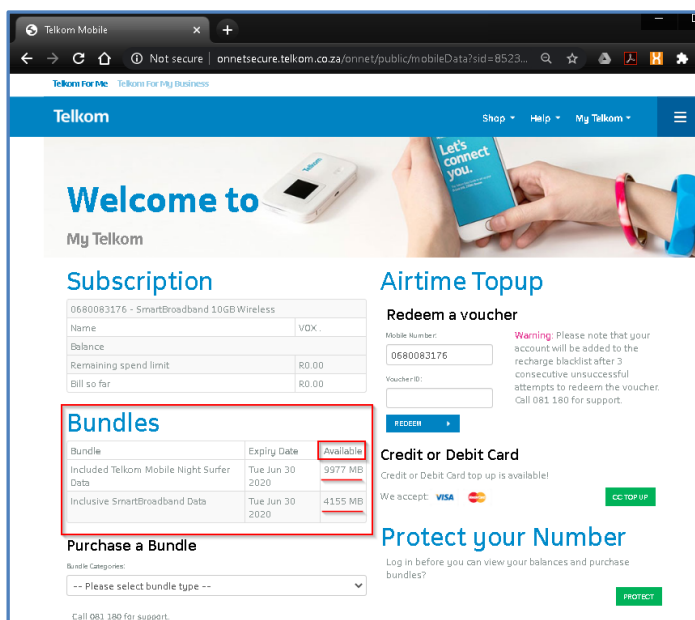 Telkom Mobile
Not secure | onnetsecure.telkom.co.za/onnet/public/mobileData?sid=8523...
Telkom For Me Telkom For My Business
Telkom
Shop Help My Telkom
Let's
connect
you.
Welcome to
My Telkom
Subscription
0680083176 - SmartBroadband 10GB Wireless
Name VOX .
Balance
Remaining spend limit R0.00
Bill so far R0.00
Bundles
Bundle Expiry Date Available
Included Telkom Mobile Night Surfer Tue Jun 30 9977 MB
Data 2020
Inclusive SmartBroadband Data Tue Jun 30 4155 MB
2020
Purchase a Bundle
Bundle Categories:
-- Please select bundle type --
Call 081 180 for support.
Airtime Topup
Redeem a voucher
Mobile Number:
0680083176
Voucher ID:
REDEEM
Warning: Please note that your
account will be added to the
recharge blacklist after 3
consecutive unsuccessful
attempts to redeem the voucher.
Call 081 180 for support.
Credit or Debit Card
Credit or Debit Card top up is available!
We accept: VISA
CC TOP UP
Protect your Number
Log in before you can view your balances and purchase
bundles?
PROTECT